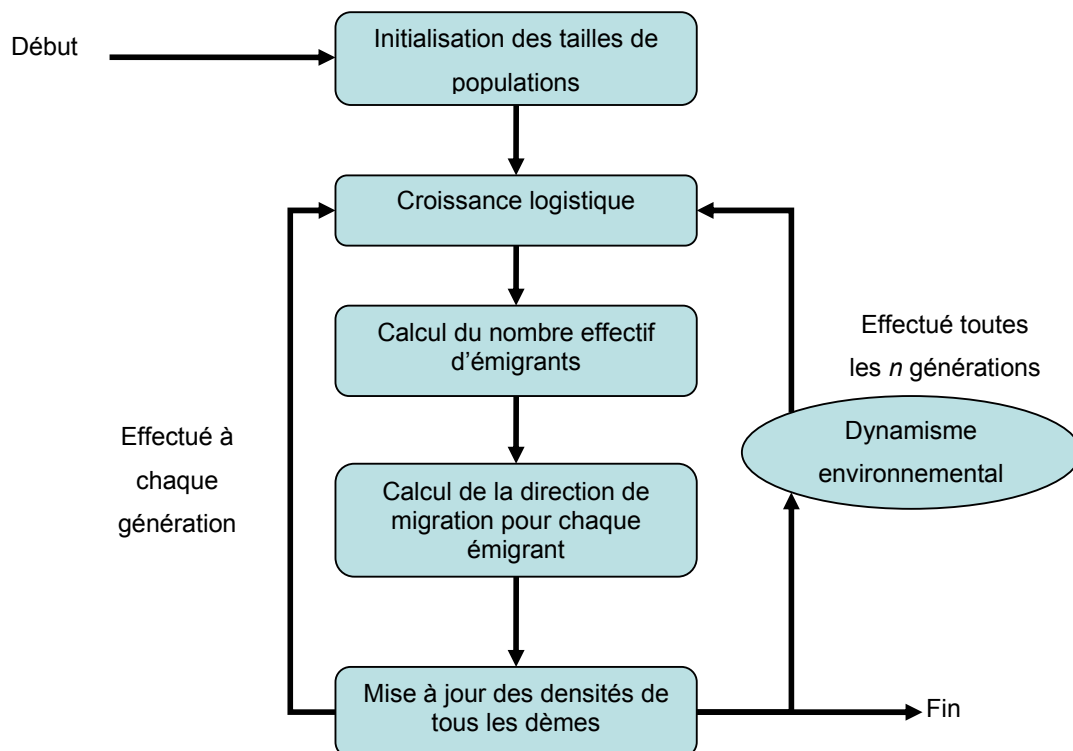 Début
Initialisation des tailles de
populations
Croissance logistique
Calcul du nombre effectif
d'émigrants
Effectué toutes
les n générations
Dynamisme
environnemental
Effectué à
chaque
génération
Calcul de la direction de
migration pour chaque
émigrant
Mise à jour des densités de
tous les dèmes
Fin